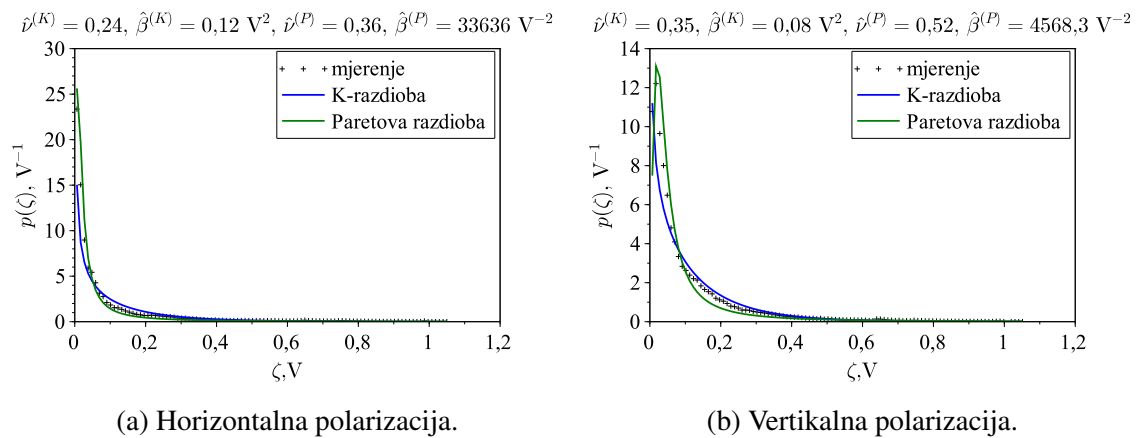 ν̂⁽ᴷ⁾ = 0,24, β̂⁽ᴷ⁾ = 0,12 V², ν̂⁽ᴾ⁾ = 0,36, β̂⁽ᴾ⁾ = 33636 V⁻²
30
25
20
15
10
5
0
p(ζ), V⁻¹
mjerenje
K-razdioba
Paretova razdioba
0 0,2 0,4 0,6 0,8 1 1,2
ζ,V
(a) Horizontalna polarizacija.
ν̂⁽ᴷ⁾ = 0,35, β̂⁽ᴷ⁾ = 0,08 V², ν̂⁽ᴾ⁾ = 0,52, β̂⁽ᴾ⁾ = 4568,3 V⁻²
14
12
10
8
6
4
2
0
p(ζ), V⁻¹
mjerenje
K-razdioba
Paretova razdioba
0 0,2 0,4 0,6 0,8 1 1,2
ζ,V
(b) Vertikalna polarizacija.